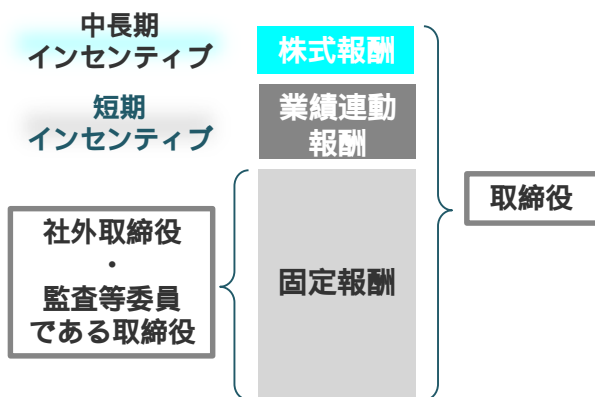 中長期
インセンティブ
株式報酬
短期
インセンティブ
業績連動
報酬
取締役
社外取締役
・
監査等委員
である取締役
固定報酬